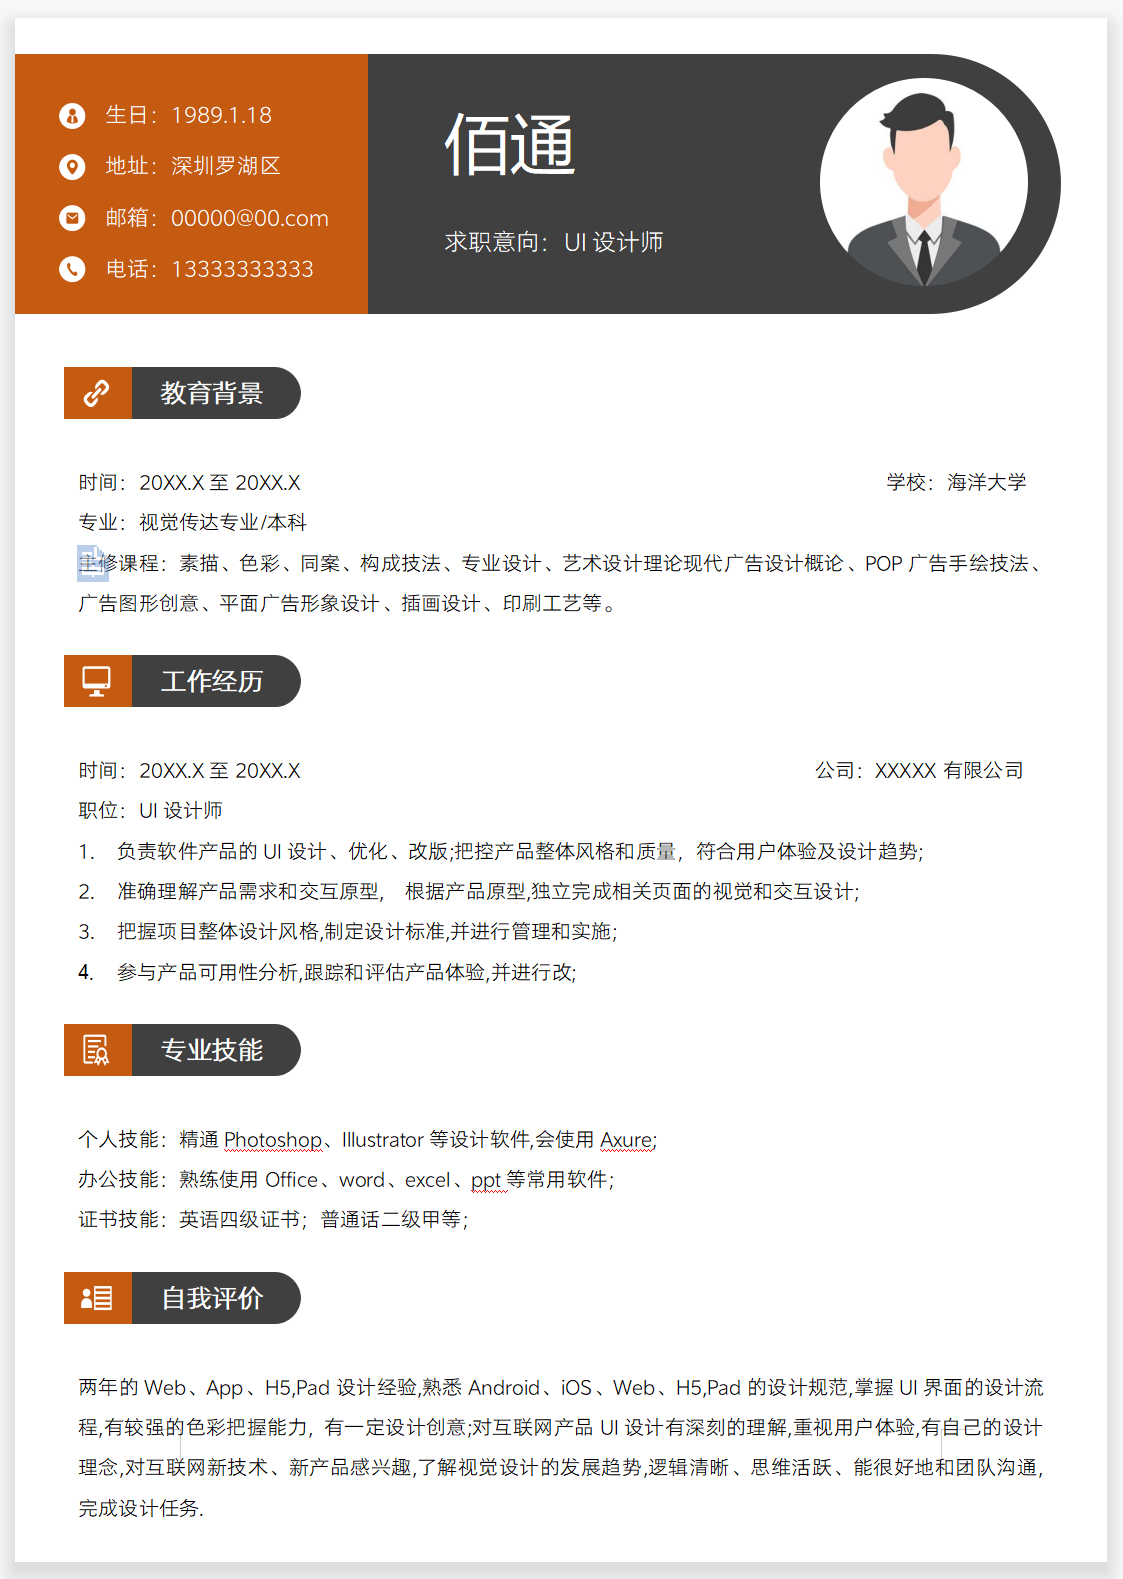 生日：1989.1.18
地址：深圳罗湖区
邮箱：00000@00.com
电话：13333333333
佰通
求职意向：UI 设计师
教育背景
时间：20XX.X 至 20XX.X 学校：海洋大学
专业：视觉传达专业/本科
主修课程：素描、色彩、同案、构成技法、专业设计、艺术设计理论现代广告设计概论、POP 广告手绘技法、
广告图形创意、平面广告形象设计、插画设计、印刷工艺等。
工作经历
时间：20XX.X 至 20XX.X 公司：XXXXX 有限公司
职位：UI 设计师
1. 负责软件产品的 UI 设计、优化、改版;把控产品整体风格和质量，符合用户体验及设计趋势;
2. 准确理解产品需求和交互原型， 根据产品原型,独立完成相关页面的视觉和交互设计;
3. 把握项目整体设计风格,制定设计标准,并进行管理和实施;
4. 参与产品可用性分析,跟踪和评估产品体验,并进行改;
专业技能
个人技能：精通 Photoshop、Illustrator 等设计软件,会使用 Axure;
办公技能：熟练使用 Office、word、excel、ppt 等常用软件；
证书技能：英语四级证书；普通话二级甲等；
自我评价
两年的 Web、App、H5,Pad 设计经验,熟悉 Android、iOS、Web、H5,Pad 的设计规范,掌握 UI 界面的设计流
程,有较强的色彩把握能力，有一定设计创意;对互联网产品 UI 设计有深刻的理解,重视用户体验,有自己的设计
理念,对互联网新技术、新产品感兴趣,了解视觉设计的发展趋势,逻辑清晰、思维活跃、能很好地和团队沟通,
完成设计任务.